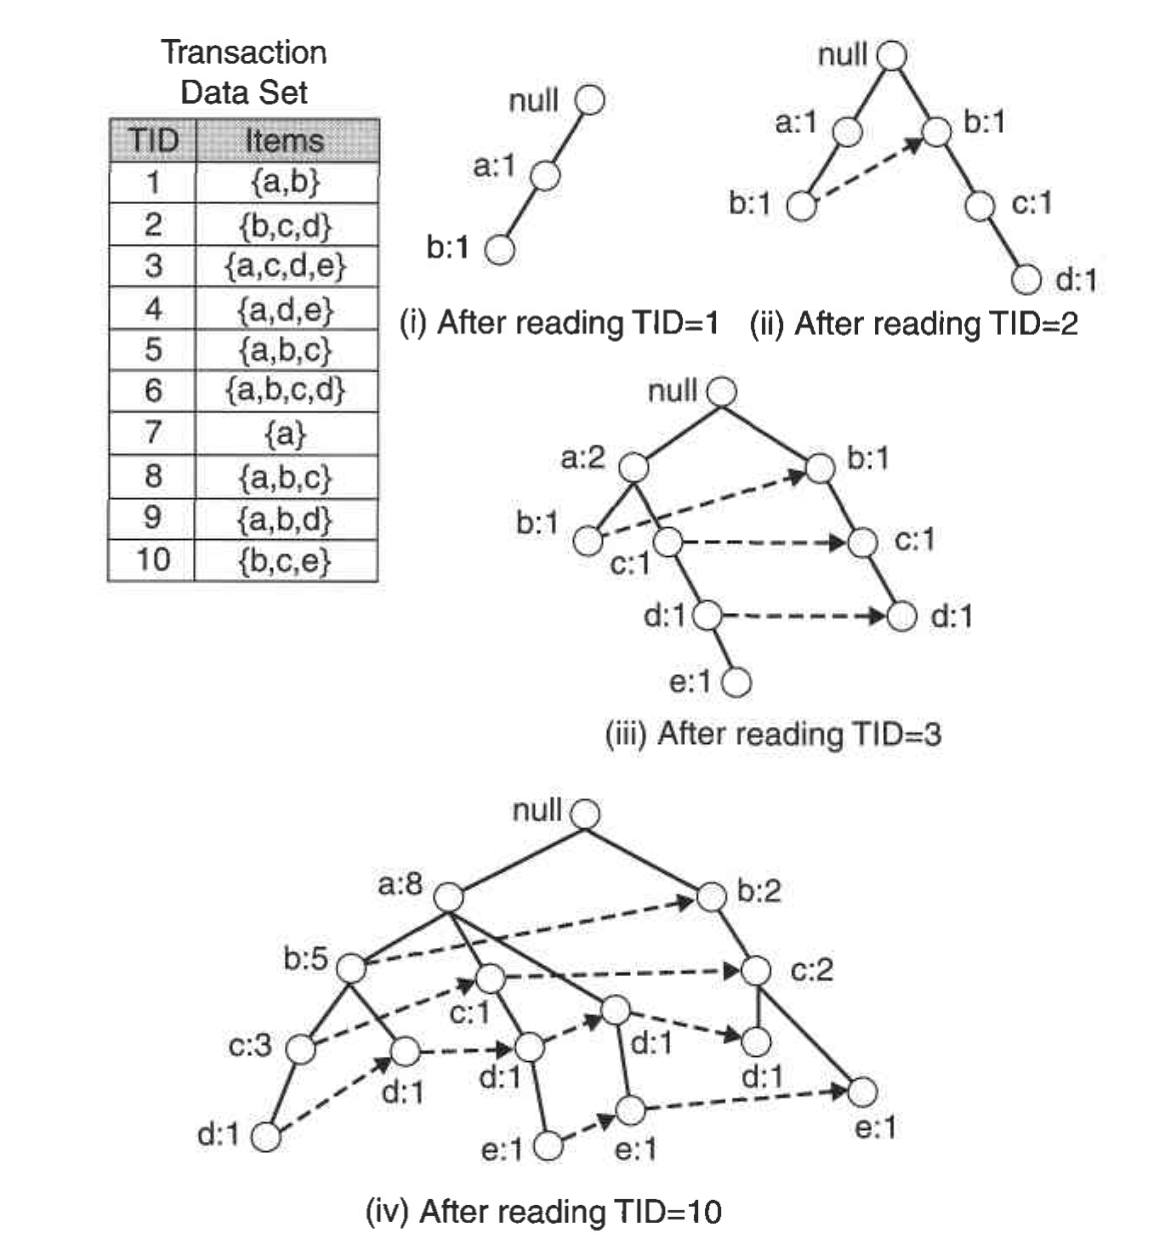 Transaction
Data Set
TID Items
1 {a,b}
2 {b,c,d}
3 {a,c,d,e}
4 {a,d,e}
5 {a,b,c}
6 {a,b,c,d}
7 {a}
8 {a,b,c}
9 {a,b,d}
10 {b,c,e}
null
a:1
b:1
(i) After reading TID=1
null
a:1 b:1
b:1 c:1
d:1
(ii) After reading TID=2
null
a:2 b:1
b:1 c:1 c:1
d:1 d:1
e:1
(iii) After reading TID=3
null
a:8 b:2
b:5 c:1 c:2
c:3 d:1 d:1 d:1 d:1
d:1 e:1 e:1 e:1
(iv) After reading TID=10